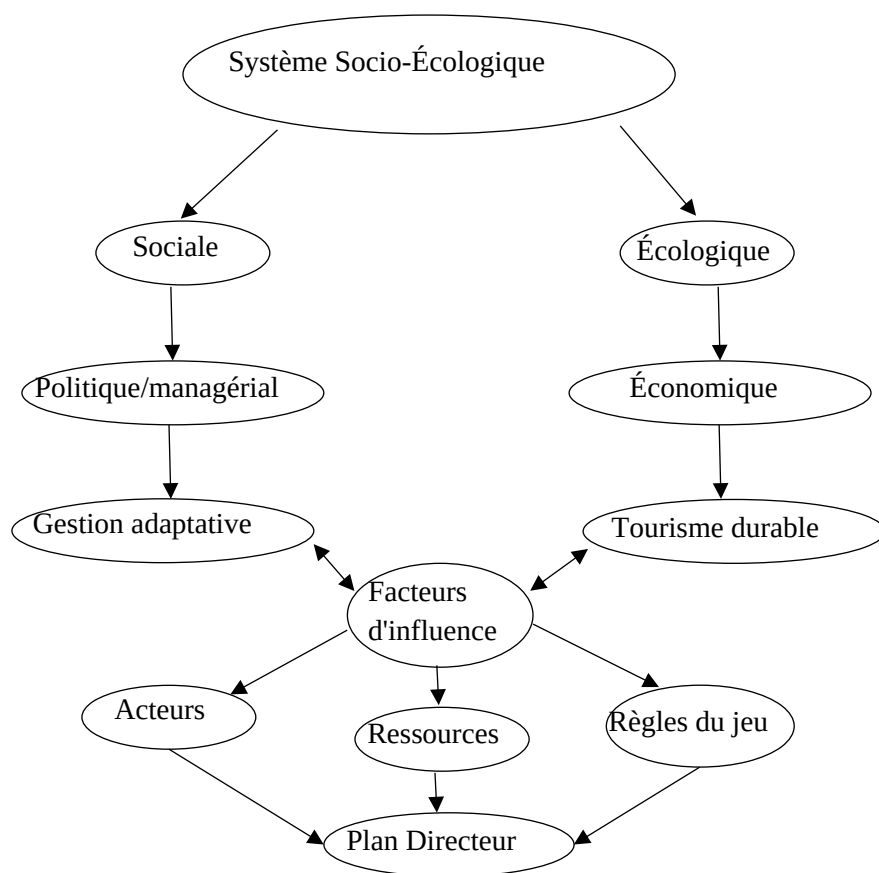 Système Socio-Écologique
Sociale
Écologique
Politique/managérial
Économique
Gestion adaptative
Tourisme durable
Facteurs
d'influence
Acteurs
Ressources
Règles du jeu
Plan Directeur